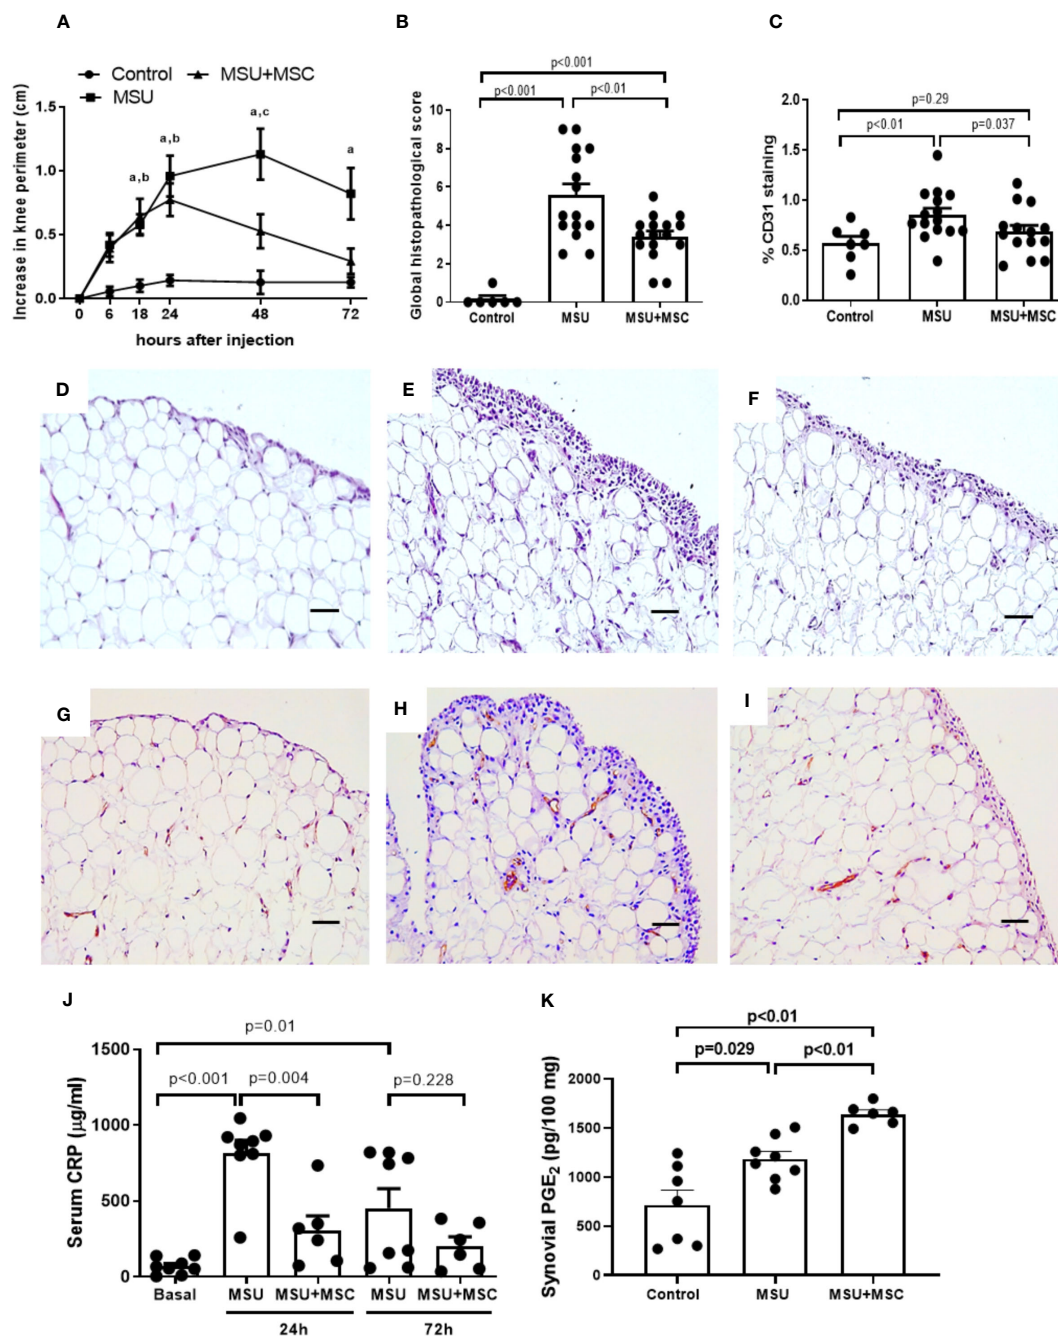 A
B
C
Control
MSU+MSC
MSU
Increase in knee perimeter (cm)
1.5
1.0
0.5
0.0
a,b
a,b
a,c
a
0 6 18 24 48 72
hours after injection
p<0.001
p<0.001
p<0.01
Global histopathological score
10
8
6
4
2
0
Control MSU MSU+MSC
p=0.29
p<0.01
p=0.037
% CD31 staining
2.0
1.5
1.0
0.5
0.0
Control MSU MSU+MSC
D
E
F
G
H
I
J
p=0.01
p<0.001
p=0.004
p=0.228
Serum CRP (µg/ml)
1500
1000
500
0
Basal MSU MSU+MSC MSU MSU+MSC
24h 72h
K
p<0.01
p=0.029
p<0.01
Synovial PGE2 (pg/100 mg)
2000
1500
1000
500
0
Control MSU MSU+MSC